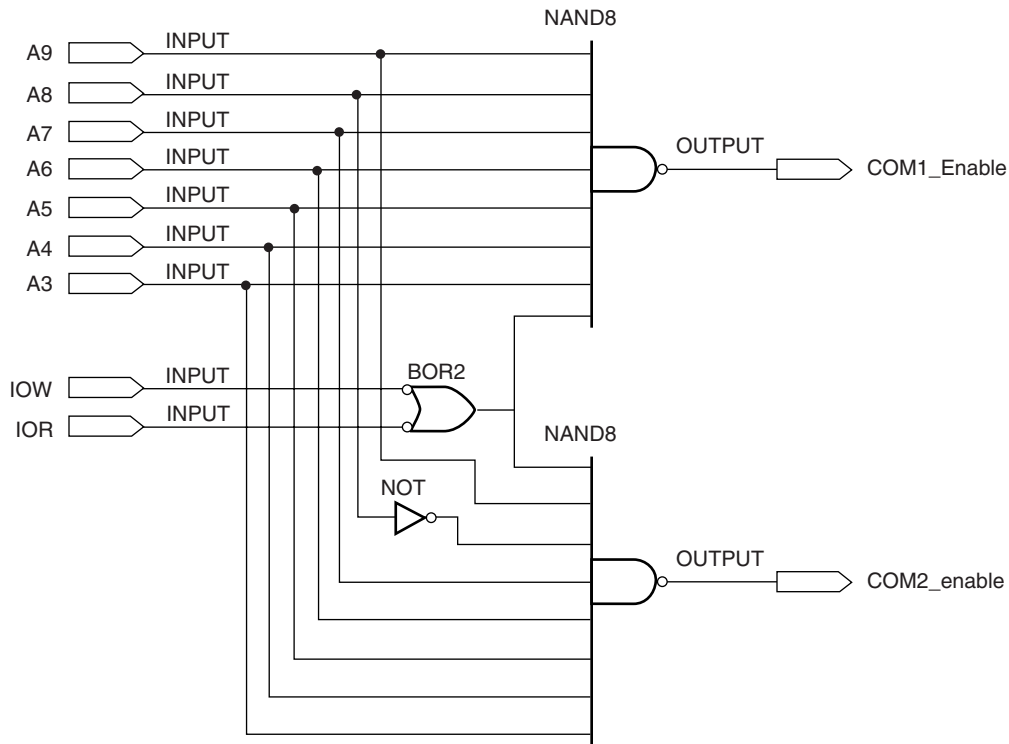 NAND8
A9 INPUT
A8 INPUT
A7 INPUT
A6 INPUT
OUTPUT
COM1_Enable
A5 INPUT
A4 INPUT
A3 INPUT
BOR2
IOW INPUT
IOR INPUT
NAND8
NOT
OUTPUT
COM2_enable